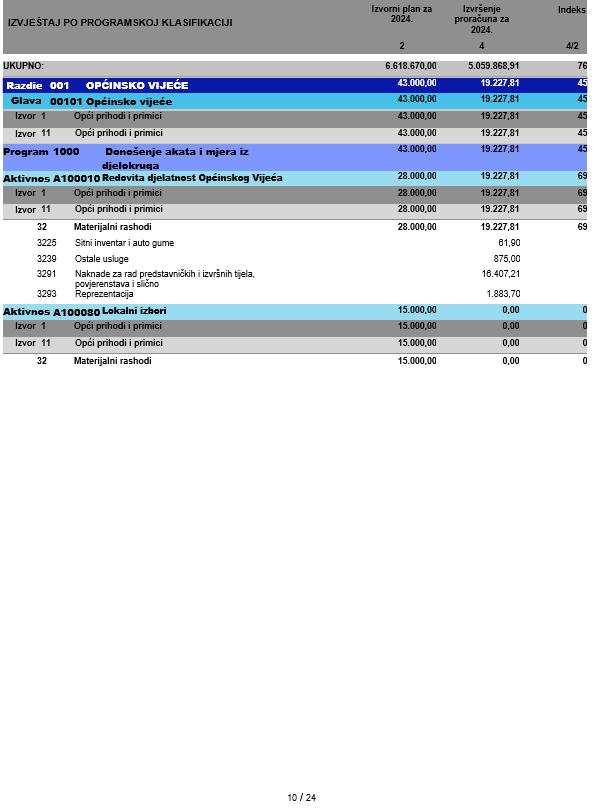 IZVJEŠTAJ PO PROGRAMSKOJ KLASIFIKACIJI Izvorni plan za 2024. Izvršenje proračuna za 2024. Indeks
2 4 4/2
UKUPNO: 6.618.670,00 5.059.868,91 76
Razdje 001 OPĆINSKO VIJEĆE 43.000,00 19.227,81 45
Glava 00101 Općinsko vijeće 43.000,00 19.227,81 45
Izvor 1 Opći prihodi i primici 43.000,00 19.227,81 45
Izvor 11 Opći prihodi i primici 43.000,00 19.227,81 45
Program 1000 Donošenje akata i mjera iz 43.000,00 19.227,81 45
djelokruga
Aktivnos A100010 Redovita djelatnost Općinskog Vijeća 28.000,00 19.227,81 69
Izvor 1 Opći prihodi i primici 28.000,00 19.227,81 69
Izvor 11 Opći prihodi i primici 28.000,00 19.227,81 69
32 Materijalni rashodi 28.000,00 19.227,81 69
3225 Sitni inventar i auto gume 61,90
3239 Ostale usluge 875,00
3291 Naknade za rad predstavničkih i izvršnih tijela, 16.407,21
povjerenstava i slično
3293 Reprezentacija 1.883,70
Aktivnos A100080 Lokalni izbori 15.000,00 0,00 0
Izvor 1 Opći prihodi i primici 15.000,00 0,00 0
Izvor 11 Opći prihodi i primici 15.000,00 0,00 0
32 Materijalni rashodi 15.000,00 0,00 0
10 / 24